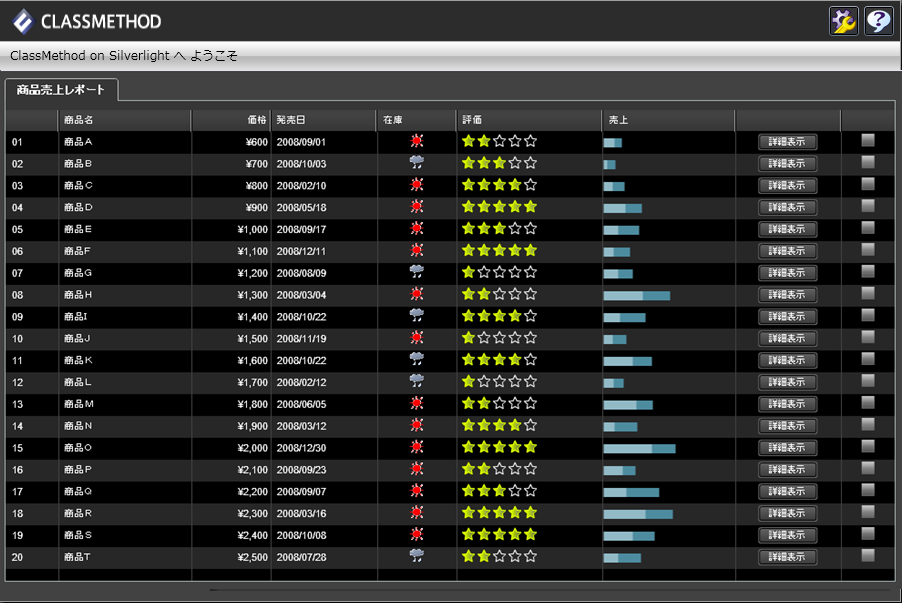 CLASSMETHOD
ClassMethod on Silverlight へ ようこそ
商品売上レポート
商品名 価格 発売日 在庫 評価 売上
01 商品A ¥600 2008/09/01 詳細表示
02 商品B ¥700 2008/10/03 詳細表示
03 商品C ¥800 2008/02/10 詳細表示
04 商品D ¥900 2008/05/18 詳細表示
05 商品E ¥1,000 2008/09/17 詳細表示
06 商品F ¥1,100 2008/12/11 詳細表示
07 商品G ¥1,200 2008/08/09 詳細表示
08 商品H ¥1,300 2008/03/04 詳細表示
09 商品I ¥1,400 2008/10/22 詳細表示
10 商品J ¥1,500 2008/11/19 詳細表示
11 商品K ¥1,600 2008/10/22 詳細表示
12 商品L ¥1,700 2008/02/12 詳細表示
13 商品M ¥1,800 2008/06/05 詳細表示
14 商品N ¥1,900 2008/03/12 詳細表示
15 商品O ¥2,000 2008/12/30 詳細表示
16 商品P ¥2,100 2008/09/23 詳細表示
17 商品Q ¥2,200 2008/09/07 詳細表示
18 商品R ¥2,300 2008/03/16 詳細表示
19 商品S ¥2,400 2008/10/08 詳細表示
20 商品T ¥2,500 2008/07/28 詳細表示